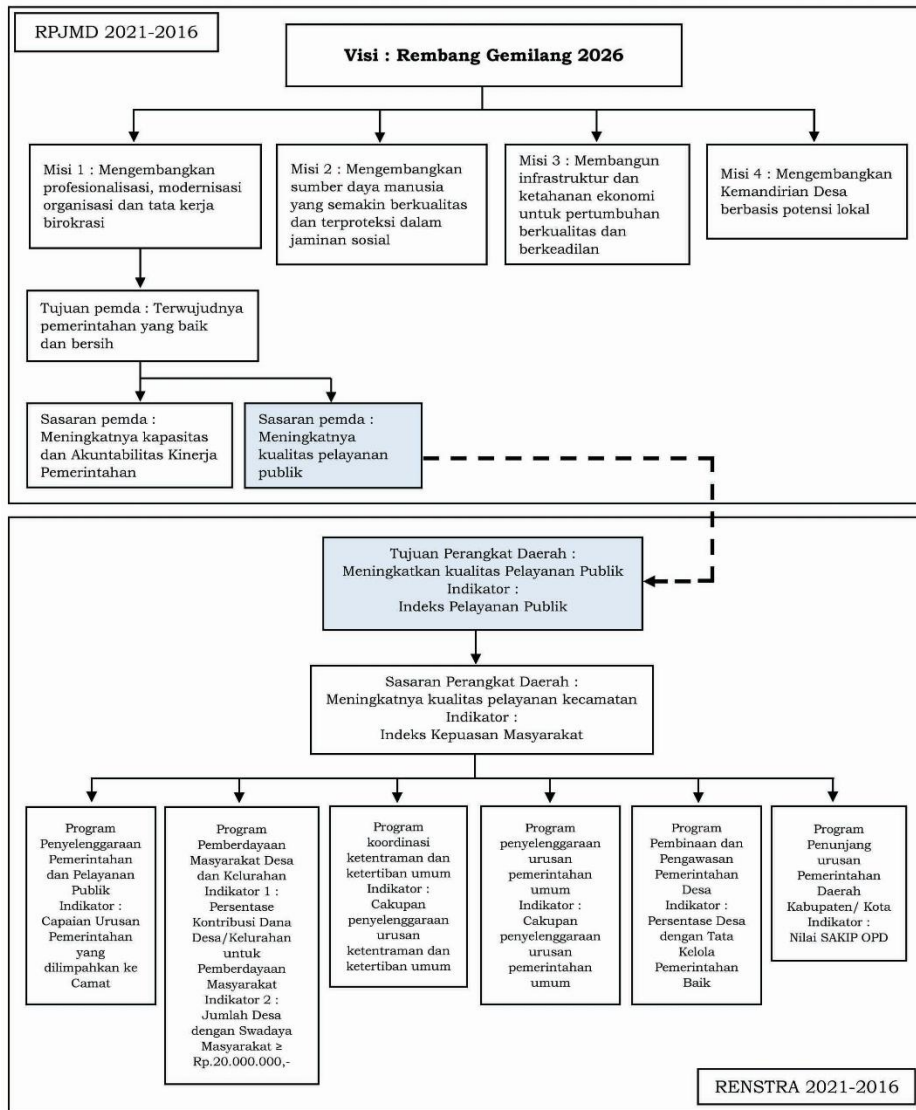 RPJMD 2021-2016
Visi : Rembang Gemilang 2026
Misi 1 : Mengembangkan
profesionalisasi, modernisasi
organisasi dan tata kerja
birokrasi
Misi 2 : Mengembangkan
sumber daya manusia
yang semakin berkualitas
dan terproteksi dalam
jaminan sosial
Misi 3 : Membangun
infrastruktur dan
ketahanan ekonomi
untuk pertumbuhan
berkualitas dan
berkeadilan
Misi 4 : Mengembangkan
Kemandirian Desa
berbasis potensi lokal
Tujuan pemda : Terwujudnya
pemerintahan yang baik
dan bersih
Sasaran pemda :
Meningkatnya kapasitas
dan Akuntabilitas Kinerja
Pemerintahan
Sasaran pemda :
Meningkatnya
kualitas pelayanan
publik
Tujuan Perangkat Daerah :
Meningkatkan kualitas Pelayanan Publik
Indikator :
Indeks Pelayanan Publik
Sasaran Perangkat Daerah :
Meningkatnya kualitas pelayanan kecamatan
Indikator :
Indeks Kepuasan Masyarakat
Program
Penyelenggaraan
Pemerintahan
dan Pelayanan
Publik
Indikator :
Capaian Urusan
Pemerintahan
yang
dilimpahkan ke
Camat
Program
Pemberdayaan
Masyarakat Desa
dan Kelurahan
Indikator 1 :
Persentase
Kontribusi Dana
Desa/Kelurahan
untuk
Pemberdayaan
Masyarakat
Indikator 2 :
Jumlah Desa
dengan Swadaya
Masyarakat ≥
Rp.20.000.000,-
Program
koordinasi
ketentraman dan
ketertiban umum
Indikator :
Cakupan
penyelenggaraan
urusan
ketentraman dan
ketertiban umum
Program
penyelenggaraan
urusan
pemerintahan
umum
Indikator :
Cakupan
penyelenggaraan
urusan
pemerintahan
umum
Program
Pembinaan dan
Pengawasan
Pemerintahan
Desa
Indikator :
Persentase Desa
dengan Tata
Kelola
Pemerintahan
Baik
Program
Penunjang
urusan
Pemerintahan
Daerah
Kabupaten/ Kota
Indikator :
Nilai SAKIP OPD
RENSTRA 2021-2016